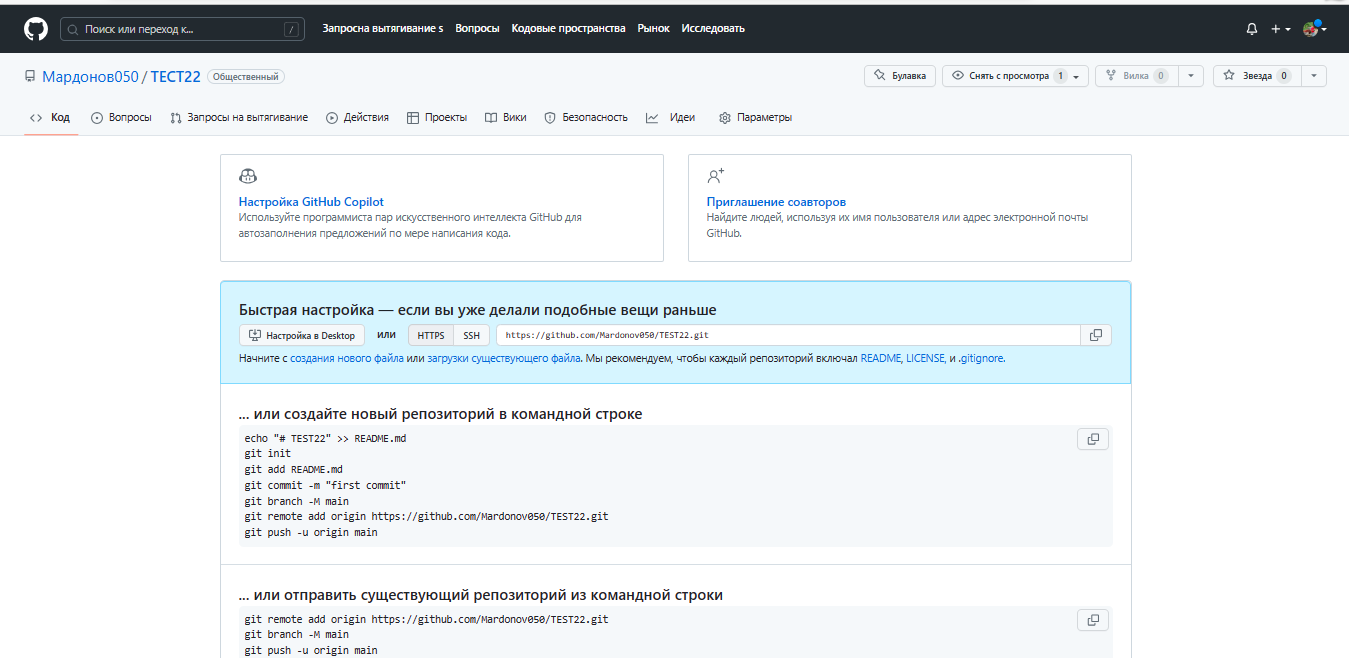 Поиск или переход к... /
Запросна вытягивание s Вопросы Кодовые пространства Рынок Исследовать
Мардонов050 / ТЕСТ22 Общественный
Булавка Снять с просмотра 1 Вилка 0 Звезда 0
Код Вопросы Запросы на вытягивание Действия Проекты Вики Безопасность Идеи Параметры
Настройка GitHub Copilot
Используйте программиста пар искусственного интеллекта GitHub для
автозаполнения предложений по мере написания кода.
Приглашение соавторов
Найдите людей, используя их имя пользователя или адрес электронной почты
GitHub.
Быстрая настройка — если вы уже делали подобные вещи раньше
Настройка в Desktop или HTTPS SSH https://github.com/Mardonov050/TEST22.git
Начните с создания нового файла или загрузки существующего файла. Мы рекомендуем, чтобы каждый репозиторий включал README, LICENSE, и .gitignore.
... или создайте новый репозиторий в командной строке
echo "# TEST22" >> README.md
git init
git add README.md
git commit -m "first commit"
git branch -M main
git remote add origin https://github.com/Mardonov050/TEST22.git
git push -u origin main
... или отправить существующий репозиторий из командной строки
git remote add origin https://github.com/Mardonov050/TEST22.git
git branch -M main
git push -u origin main